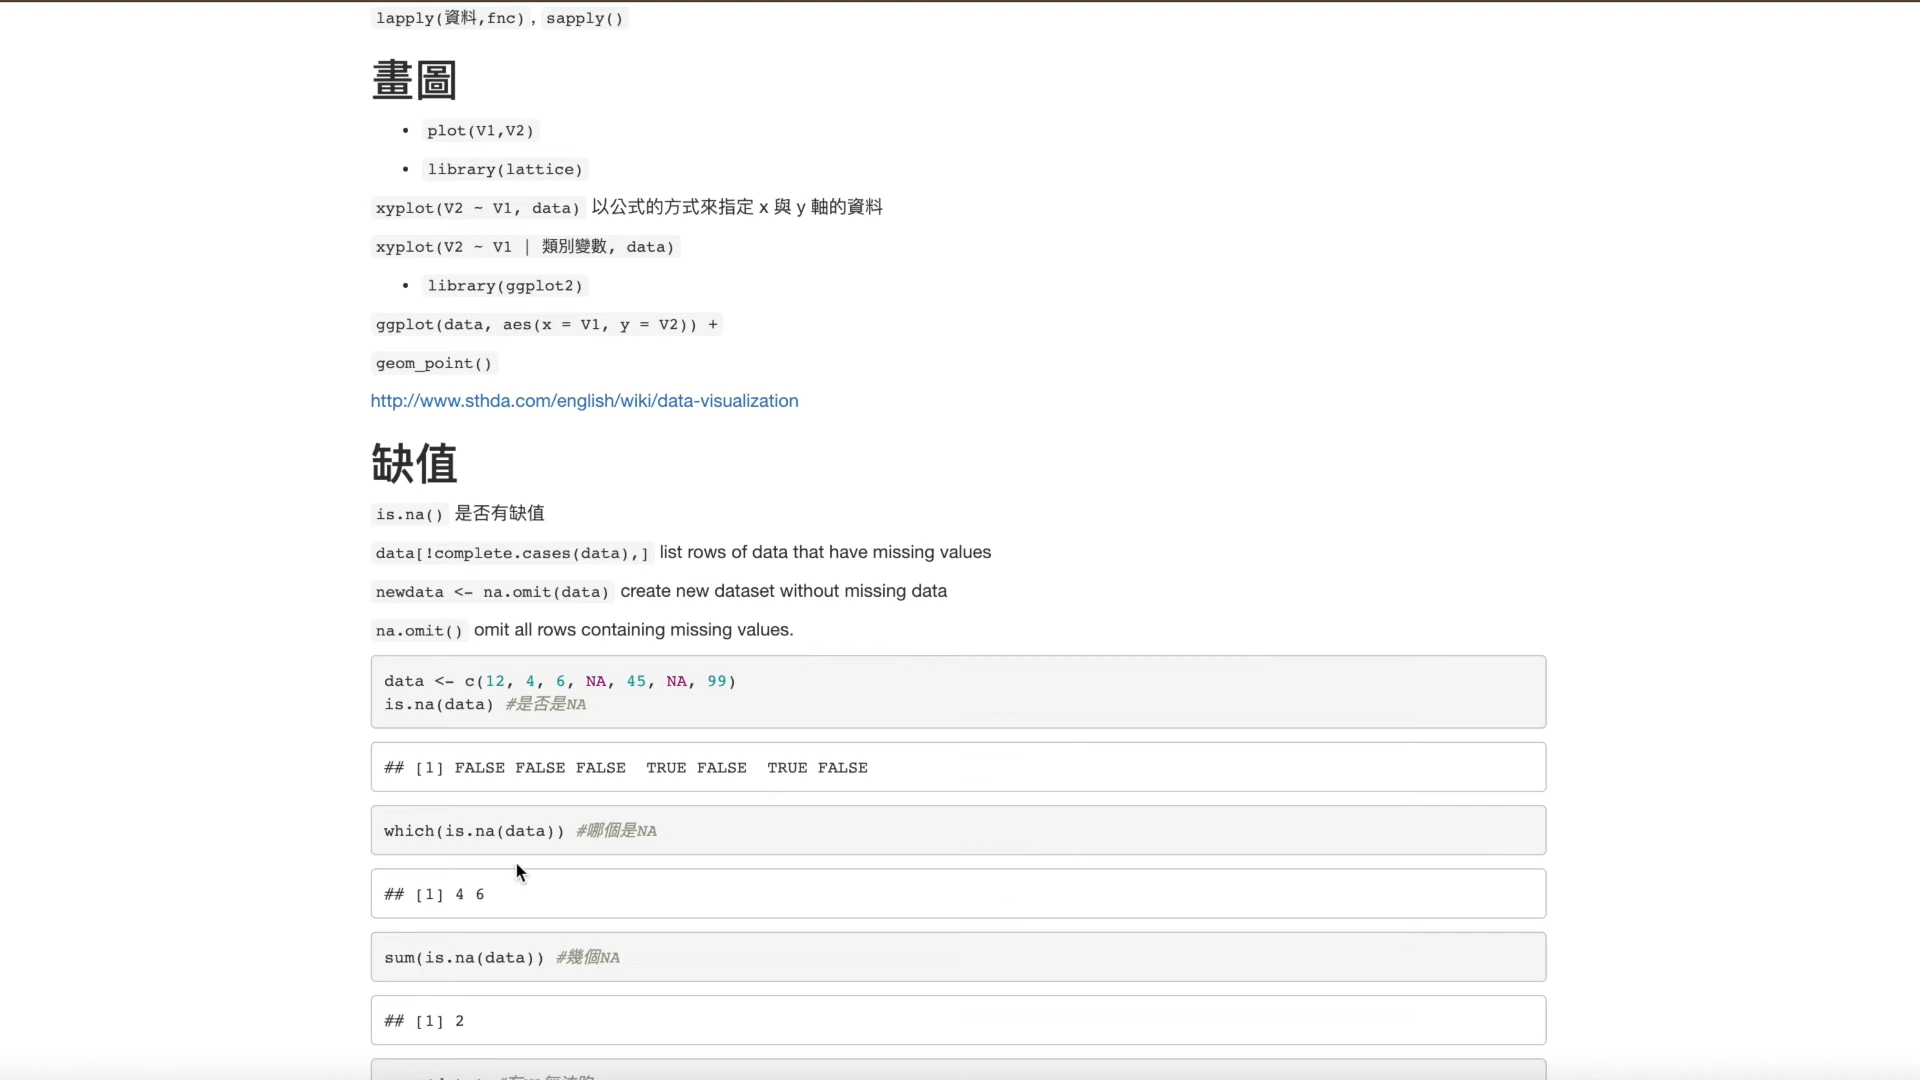 lapply(資料,fnc), sapply()
畫圖
• plot(V1,V2)
• library(lattice)
xyplot(V2 ~ V1, data) 以公式的方式來指定 x 與 y 軸的資料
xyplot(V2 ~ V1 | 類別變數, data)
• library(ggplot2)
ggplot(data, aes(x = V1, y = V2)) +
geom_point()
http://www.sthda.com/english/wiki/data-visualization
缺值
is.na() 是否有缺值
data[!complete.cases(data),] list rows of data that have missing values
newdata <- na.omit(data) create new dataset without missing data
na.omit() omit all rows containing missing values.
data <- c(12, 4, 6, NA, 45, NA, 99)
is.na(data) #是否是NA
## [1] FALSE FALSE FALSE  TRUE FALSE  TRUE FALSE
which(is.na(data)) #哪個是NA
## [1] 4 6
sum(is.na(data)) #幾個NA
## [1] 2